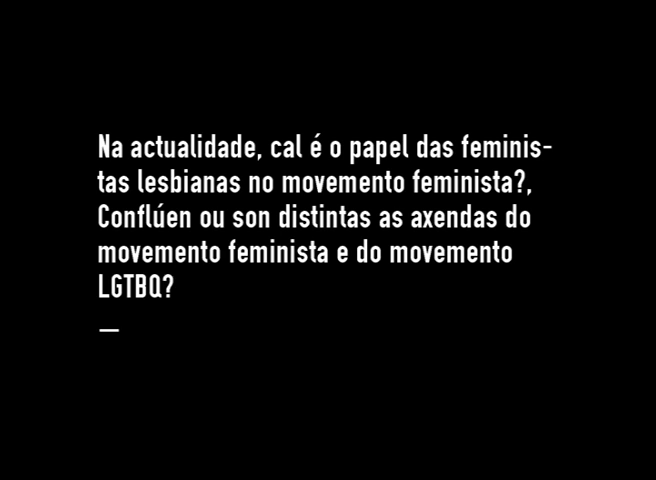 Na actualidade, cal é o papel das feminis-
tas lesbianas no movemento feminista?,
Conflúen ou son distintas as axendas do
movemento feminista e do movemento
LGTBQ?
_